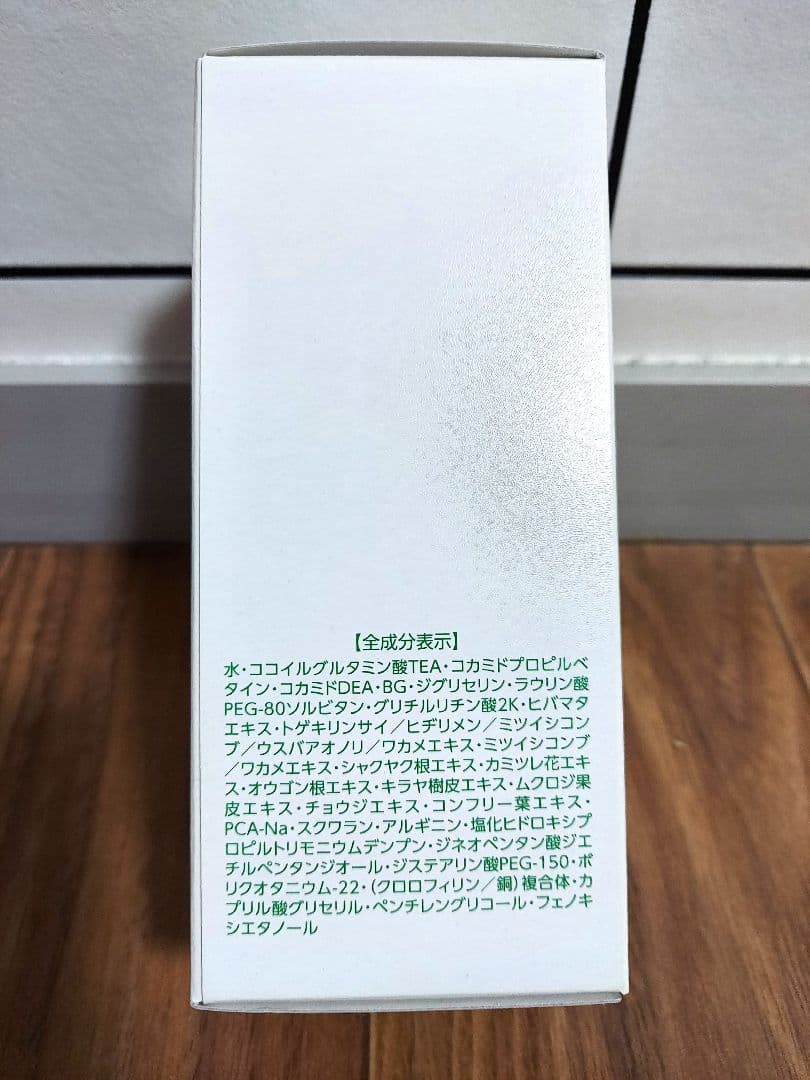 【全成分表示】
水・ココイルグルタミン酸TEA・コカミドプロピルベ
タイン・コカミドDEA・BG・ジグリセリン・ラウリン酸
PEG-80ソルビタン・グリチルリチン酸2K・ヒバマタ
エキス・トゲキリンサイ／ヒヂリメン／ミツイシコン
ブ／ウスバアオノリ／ワカメエキス・ミツイシコンブ
／ワカメエキス・シャクヤク根エキス・カミツレ花エキ
ス・オウゴン根エキス・キラヤ樹皮エキス・ムクロジ果
皮エキス・チョウジエキス・コンフリー葉エキス・
PCA-Na・スクワラン・アルギニン・塩化ヒドロキシプ
ロピルトリモニウムデンプン・ジネオペンタン酸ジエ
チルペンタンジオール・ジステアリン酸PEG-150・ポ
リクオタニウム-22・（クロロフィリン／銅）複合体・カ
プリル酸グリセリル・ペンチレングリコール・フェノキ
シエタノール